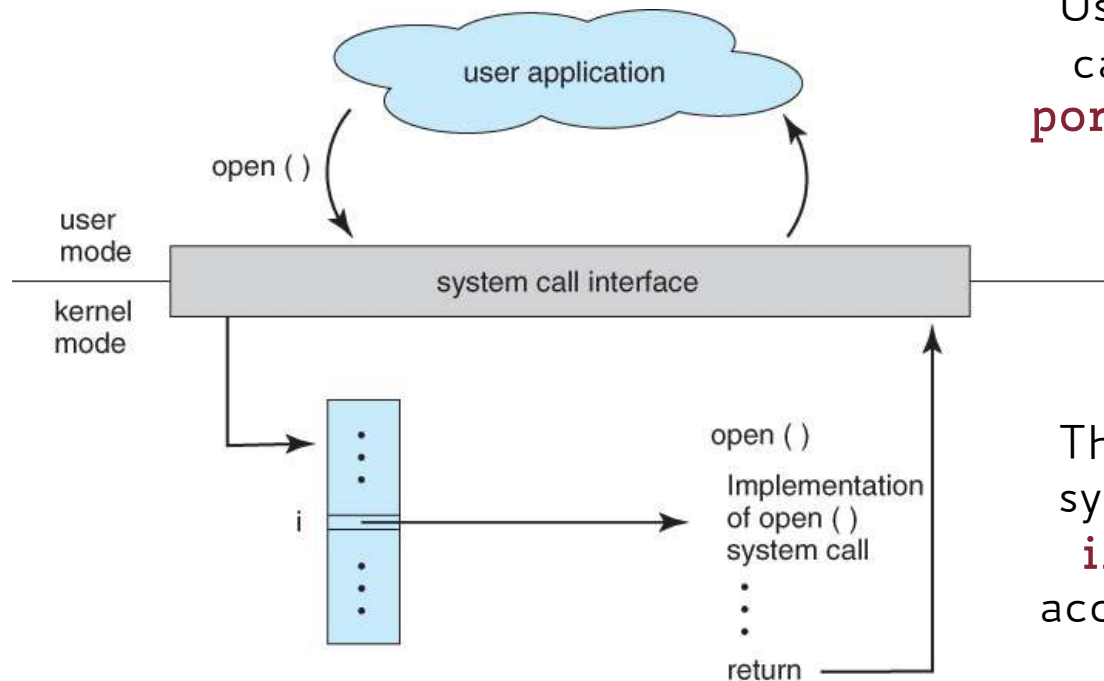 user application
open ( )
user
mode
system call interface
kernel
mode
i
open ( )
Implementation
of open ( )
system call
return